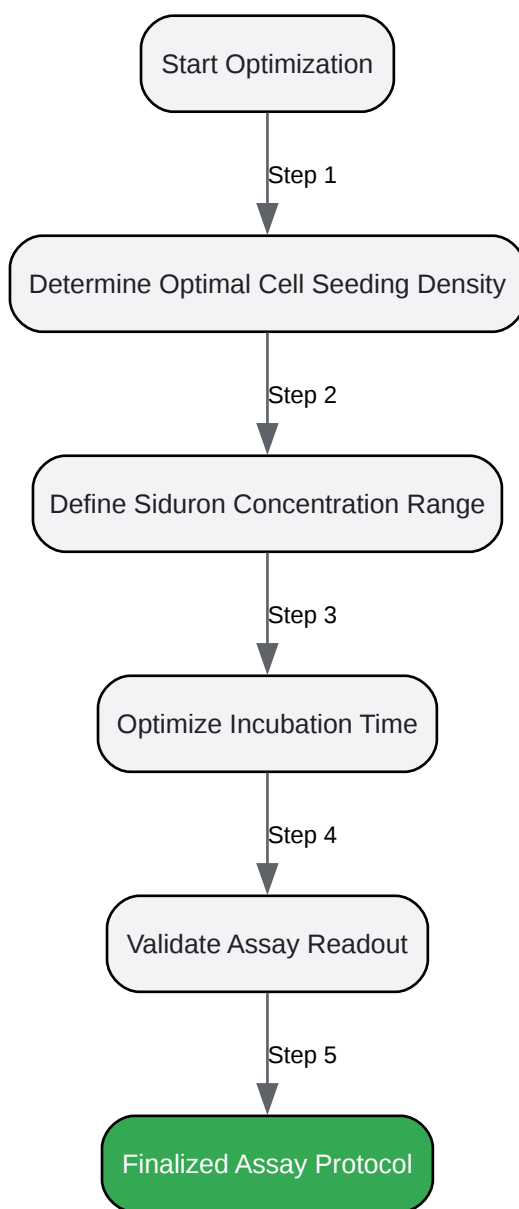 Start Optimization
Step 1
Determine Optimal Cell Seeding Density
Step 2
Define Siduron Concentration Range
Step 3
Optimize Incubation Time
Step 4
Validate Assay Readout
Step 5
Finalized Assay Protocol